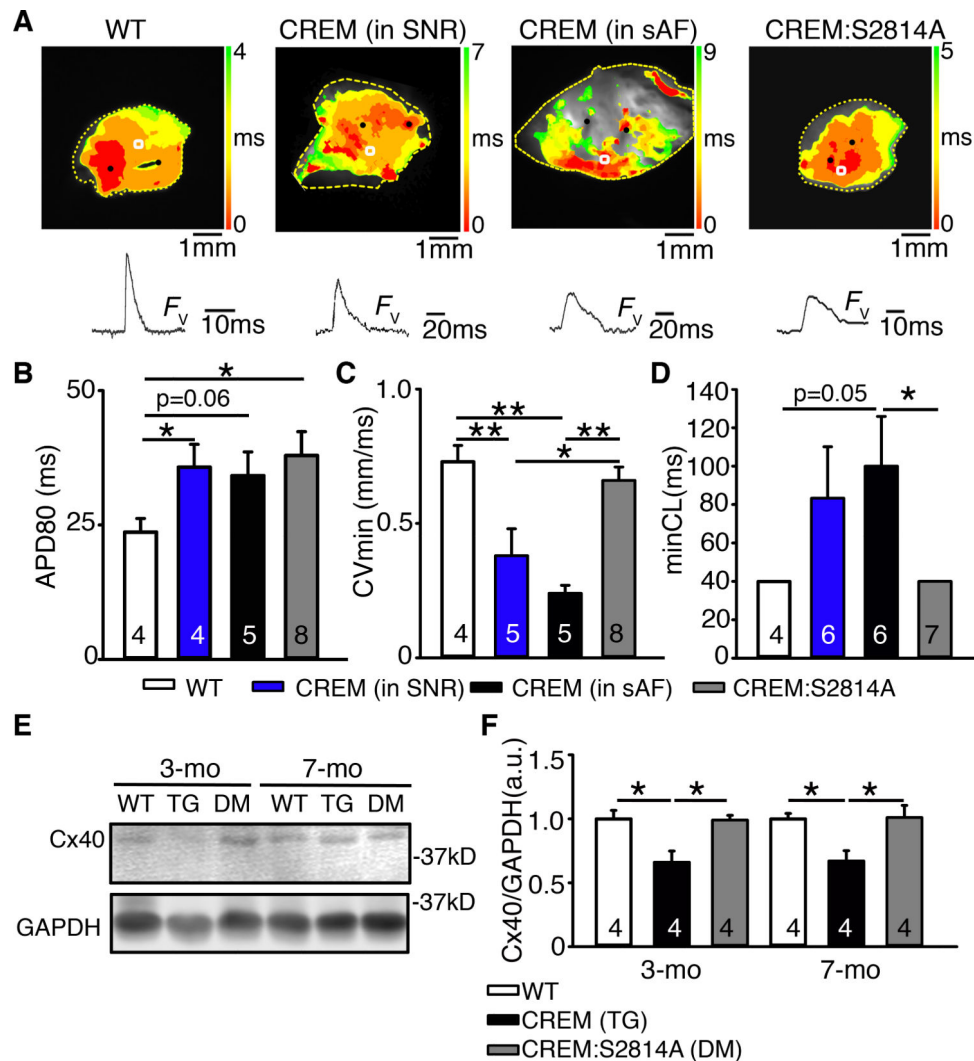 A
WT
CREM (in SNR)
CREM (in sAF)
CREM:S2814A
4
ms
0
7
ms
0
9
ms
0
5
ms
0
1mm
1mm
1mm
1mm
Fv
10ms
Fv
20ms
Fv
20ms
Fv
10ms
B
APD80 (ms)
50
25
0
*
p=0.06
*
4
4
5
8
C
CVmin (mm/ms)
1.0
0.5
0
**
**
**
*
4
5
5
8
D
minCL(ms)
140
120
100
80
60
40
20
0
p=0.05
*
4
6
6
7
WT
CREM (in SNR)
CREM (in sAF)
CREM:S2814A
E
3-mo
7-mo
WT TG DM WT TG DM
Cx40
-37kD
-37kD
GAPDH
F
Cx40/GAPDH(a.u.)
1.5
1.0
0.5
0
*
*
*
*
4
4
4
4
4
4
3-mo
7-mo
WT
CREM (TG)
CREM:S2814A (DM)